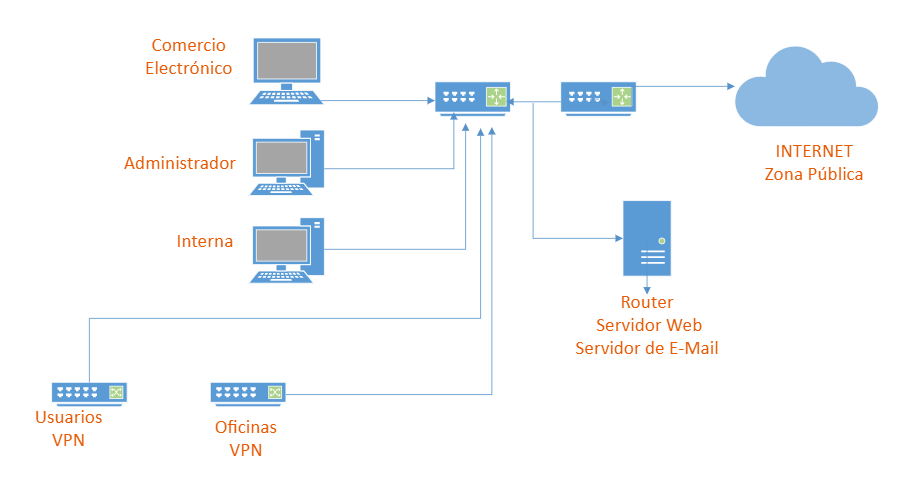 Comercio
Electrónico
Administrador
Interna
INTERNET
Zona Pública
Router
Servidor Web
Servidor de E-Mail
Usuarios
VPN
Oficinas
VPN